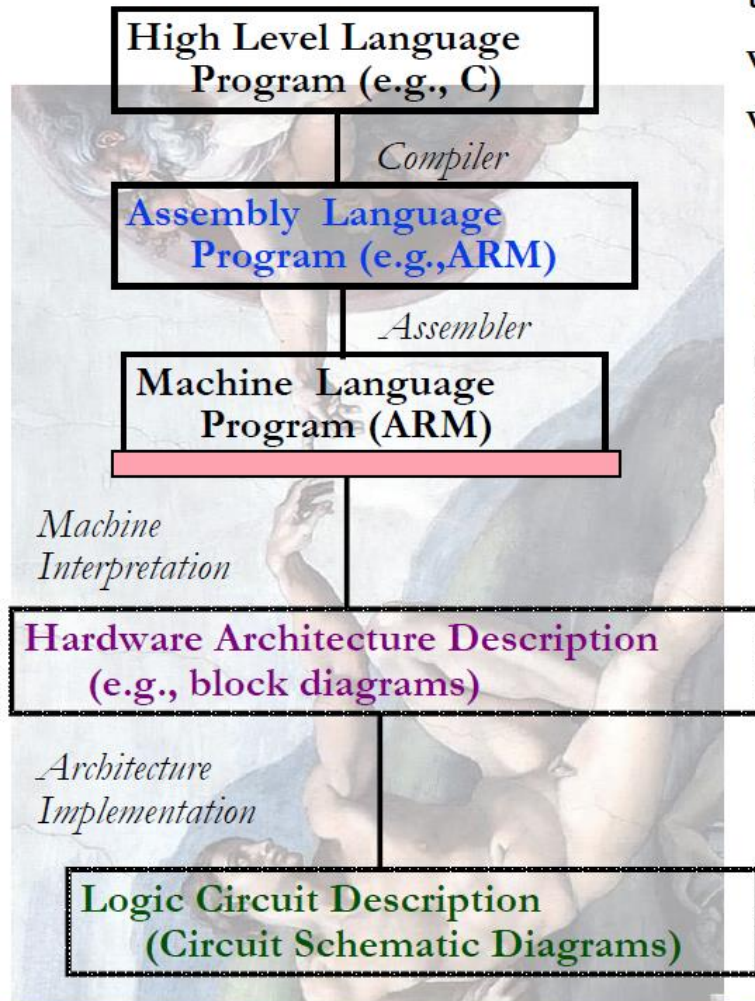 High Level Language
Program (e.g., C)
Compiler
Assembly Language
Program (e.g.,ARM)
Assembler
Machine Language
Program (ARM)
Machine
Interpretation
Hardware Architecture Description
(e.g., block diagrams)
Architecture
Implementation
Logic Circuit Description
(Circuit Schematic Diagrams)